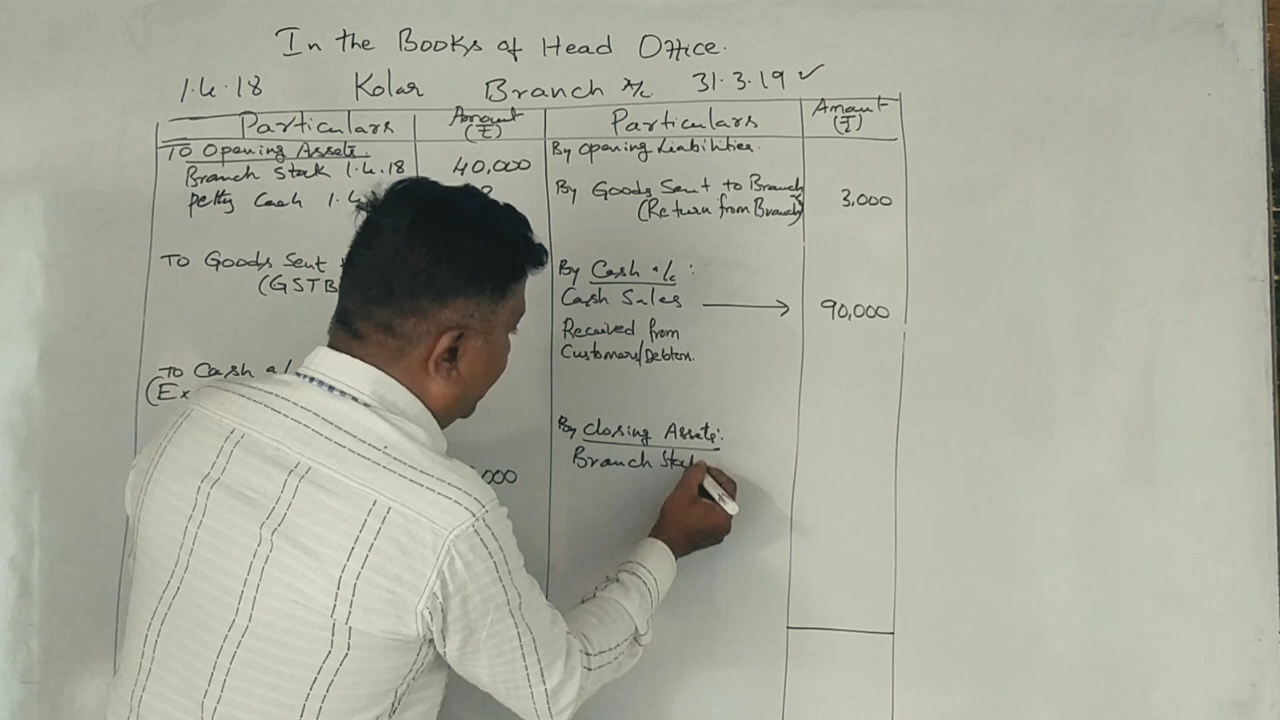 In the Books of Head Office.
1.4.18 Kolar Branch A/c. 31.3.19 ✓
Particulars Amount (₹) Particulars Amount (₹)
To Opening Assets.
Branch Stock 1.4.18 40,000
Petty Cash 1.4
To Goods Sent
(GSTB
To Cash a/
(Ex
000
By Opening Liabilities.
By Goods Sent to Branch
(Return from Branch) 3,000
By Cash a/c :
Cash Sales → 90,000
Received from
Customers/Debtors.
By Closing Assets:
Branch Stock